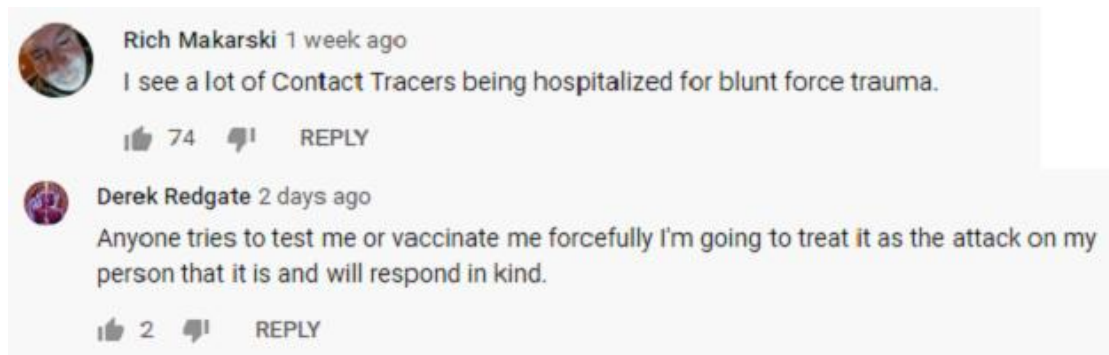 Rich Makarski 1 week ago
I see a lot of Contact Tracers being hospitalized for blunt force trauma.
74 REPLY
Derek Redgate 2 days ago
Anyone tries to test me or vaccinate me forcefully I'm going to treat it as the attack on my
person that it is and will respond in kind.
2 REPLY